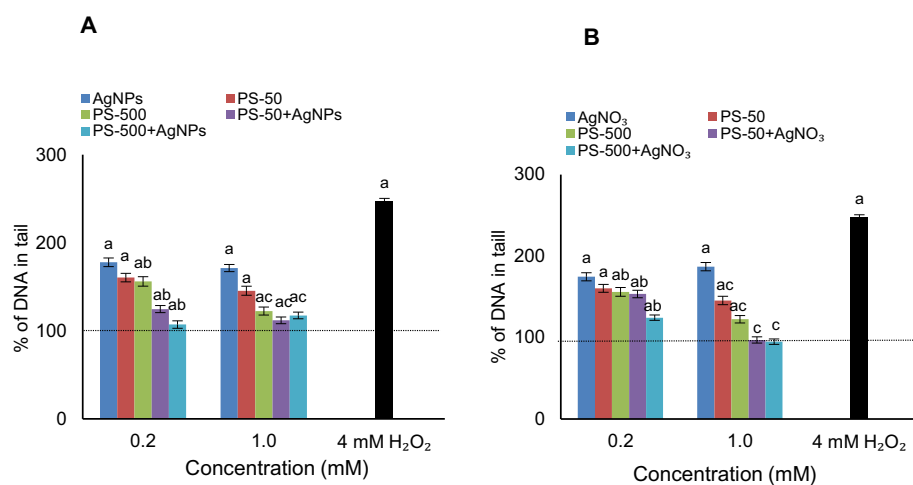 A
AgNPs PS-50
PS-500 PS-50+AgNPs
PS-500+AgNPs
% of DNA in tail
300
200
100
0
a a ab ab ab
a a ac ac ac
a
0.2 1.0 4 mM H₂O₂
Concentration (mM)
B
AgNO₃ PS-50
PS-500 PS-50+AgNO₃
PS-500+AgNO₃
% of DNA in taill
300
200
100
0
a a ab ab ab
a ac ac c c
a
0.2 1.0 4 mM H₂O₂
Concentration (mM)